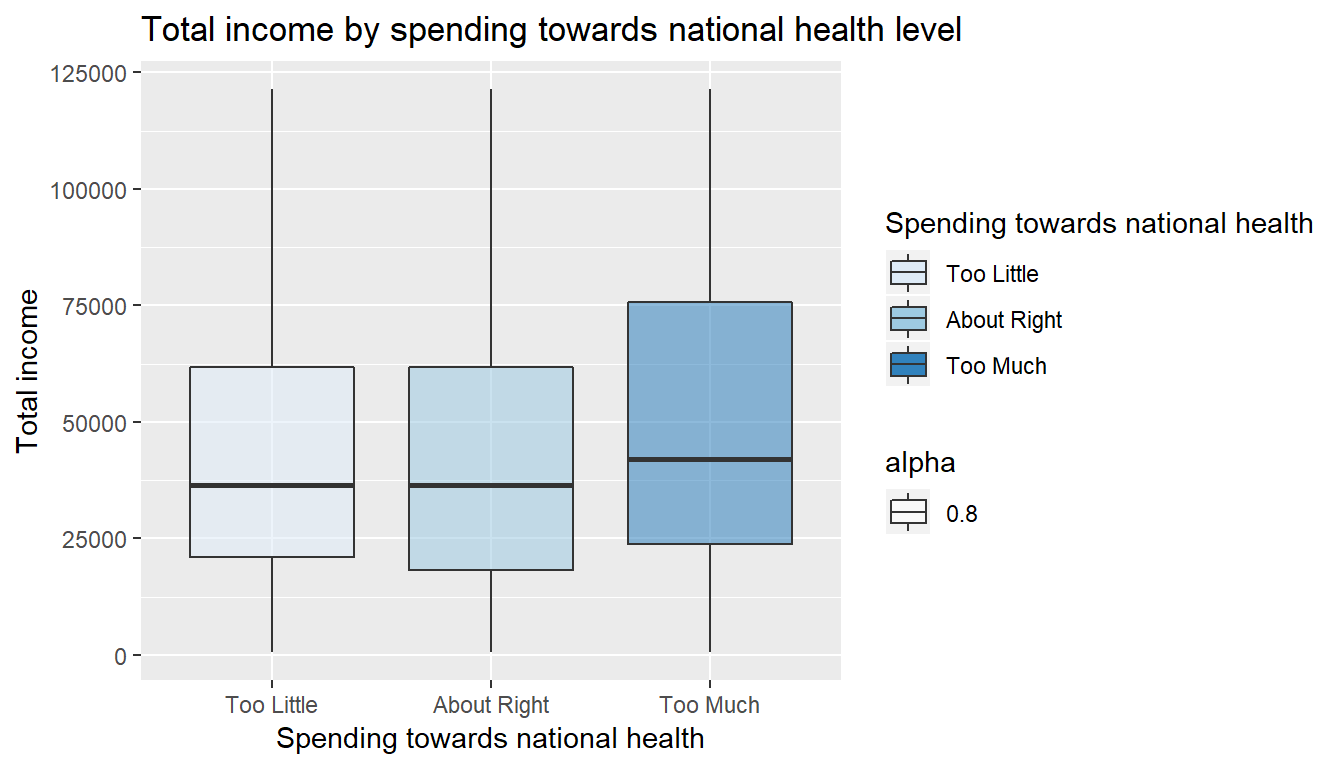 Total income by spending towards national health level
Total income
125000
100000
75000
50000
25000
0
Too Little
About Right
Too Much
Spending towards national health
Spending towards national health
Too Little
About Right
Too Much
alpha
0.8